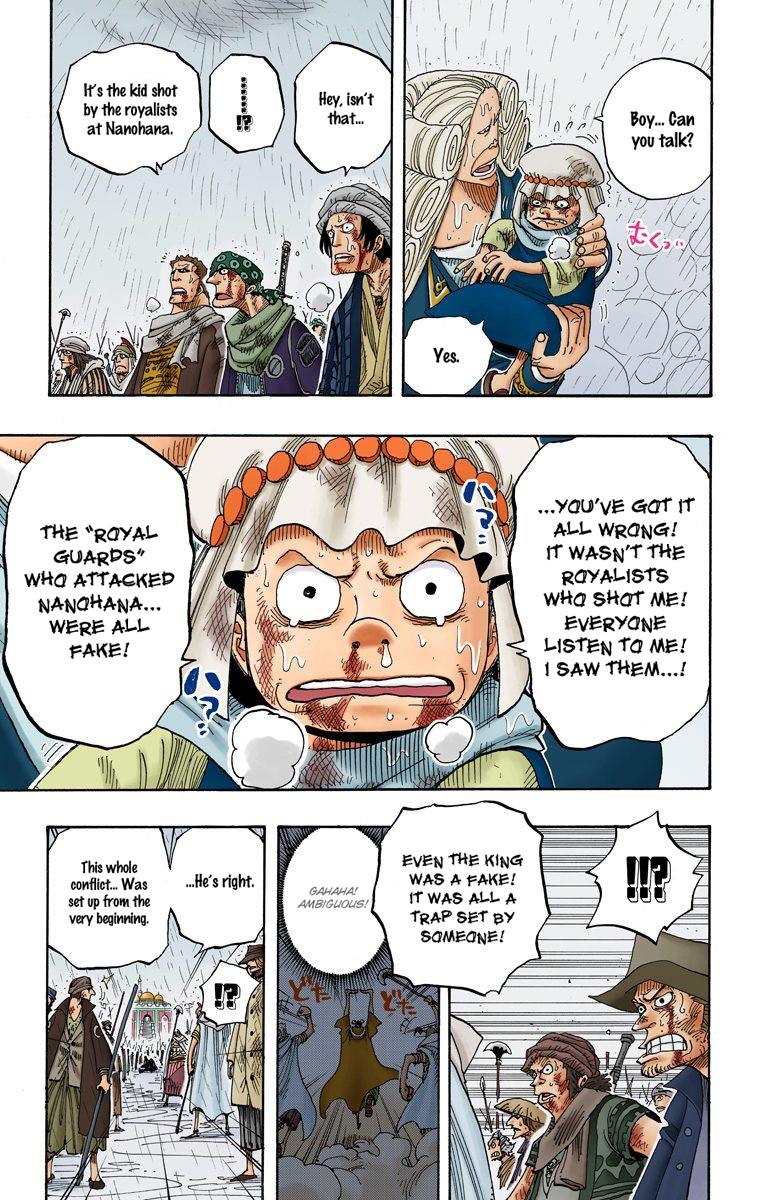 Boy... Can
you talk?
むくっ
Yes.
Hey, isn't
that...
......
!?
It's the kid shot
by the royalists
at Nanohana.
...YOU'VE GOT IT
ALL WRONG!
IT WASN'T THE
ROYALISTS
WHO SHOT ME!
EVERYONE
LISTEN TO ME!
I SAW THEM...!
ハァ
THE "ROYAL
GUARDS"
WHO ATTACKED
NANOHANA...
WERE ALL
FAKE!
ハァ
!!?
EVEN THE KING
WAS A FAKE!
IT WAS ALL A
TRAP SET BY
SOMEONE!
GAHAHA!
AMBIGUOUS!
どたどた
...He's right.
This whole
conflict... Was
set up from the
very beginning.
!?